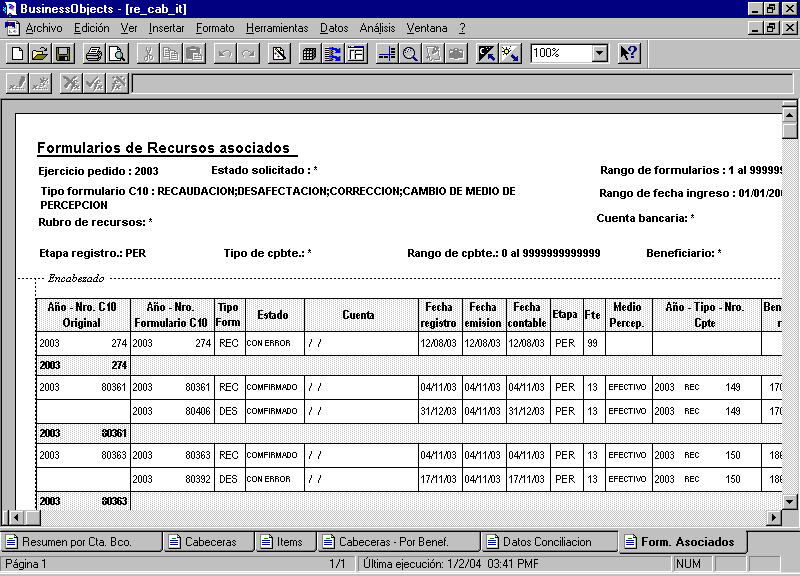 BusinessObjects - [re_cab_it]
Archivo Edición Ver Insertar Formato Herramientas Datos Análisis Ventana ?
100%
Formularios de Recursos asociados
Ejercicio pedido : 2003 Estado solicitado : * Rango de formularios : 1 al 99999
Tipo formulario C10 : RECAUDACION;DESAFECTACION;CORRECCION;CAMBIO DE MEDIO DE Rango de fecha ingreso : 01/01/200
PERCEPCION
Rubro de recursos: * Cuenta bancaria: *
Etapa registro.: PER Tipo de cpbte.: * Rango de cpbte.: 0 al 9999999999999 Beneficiario: *
Encabezado
Año - Nro. C10 Año - Nro. Tipo Estado Cuenta Fecha Fecha Fecha Etapa Fte Medio Año - Tipo - Nro. Ben
Original Formulario C10 Form registro emision contable Percep. Cpte
2003 274 2003 274 REC CON ERROR / / 12/08/03 12/08/03 12/08/03 PER 99
2003 274
2003 80361 2003 80361 REC COMFIRMADO / / 04/11/03 04/11/03 04/11/03 PER 13 EFECTIVO 2003 REC 149 170
2003 80406 DES COMFIRMADO / / 31/12/03 04/11/03 31/12/03 PER 13 EFECTIVO 2003 REC 149 170
2003 80361
2003 80363 2003 80363 REC COMFIRMADO / / 04/11/03 04/11/03 04/11/03 PER 13 EFECTIVO 2003 REC 150
2003 80392 DES CON ERROR / / 17/11/03 04/11/03 17/11/03 PER 13 EFECTIVO 2003 REC 150
2003 80363
Resumen por Cta. Bco. Cabeceras Items Cabeceras - Por Benef. Datos Conciliacion Form. Asociados
Página 1 1/1 Última ejecución: 1/2/04 03:41 PMF NUM